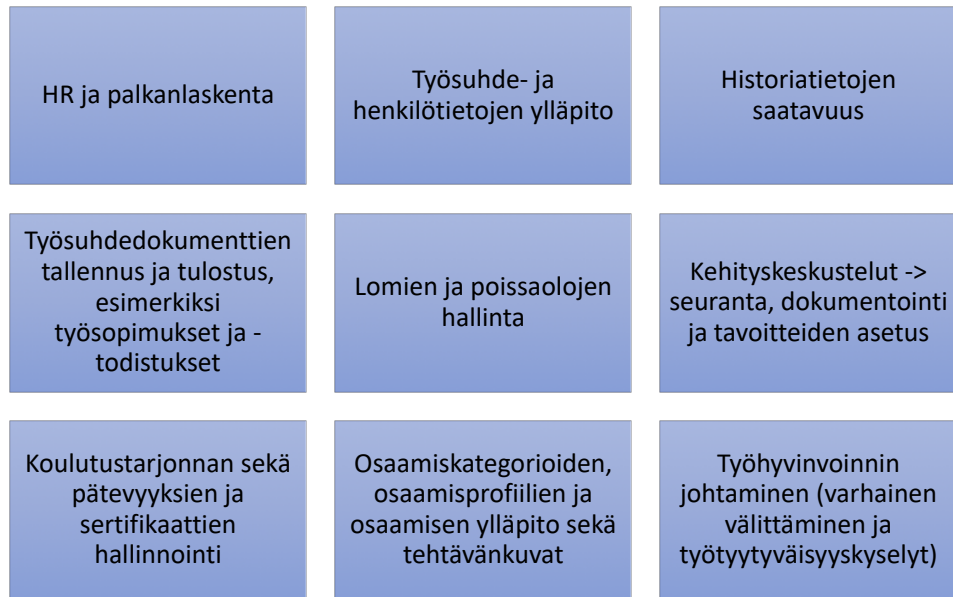 HR ja palkanlaskenta
Työsuhde- ja
henkilötietojen ylläpito
Historiatietojen
saatavuus
Työsuhdedokumenttien
tallennus ja tulostus,
esimerkiksi
työsopimukset ja -
todistukset
Lomien ja poissaolojen
hallinta
Kehityskeskustelut ->
seuranta, dokumentointi
ja tavoitteiden asetus
Koulutustarjonnan sekä
pätevyyksien ja
sertifikaattien
hallinnointi
Osaamiskategorioiden,
osaamisprofiilien ja
osaamisen ylläpito sekä
tehtävänkuvat
Työhyvinvoinnin
johtaminen (varhainen
välittäminen ja
työtyytyväisyyskyselyt)